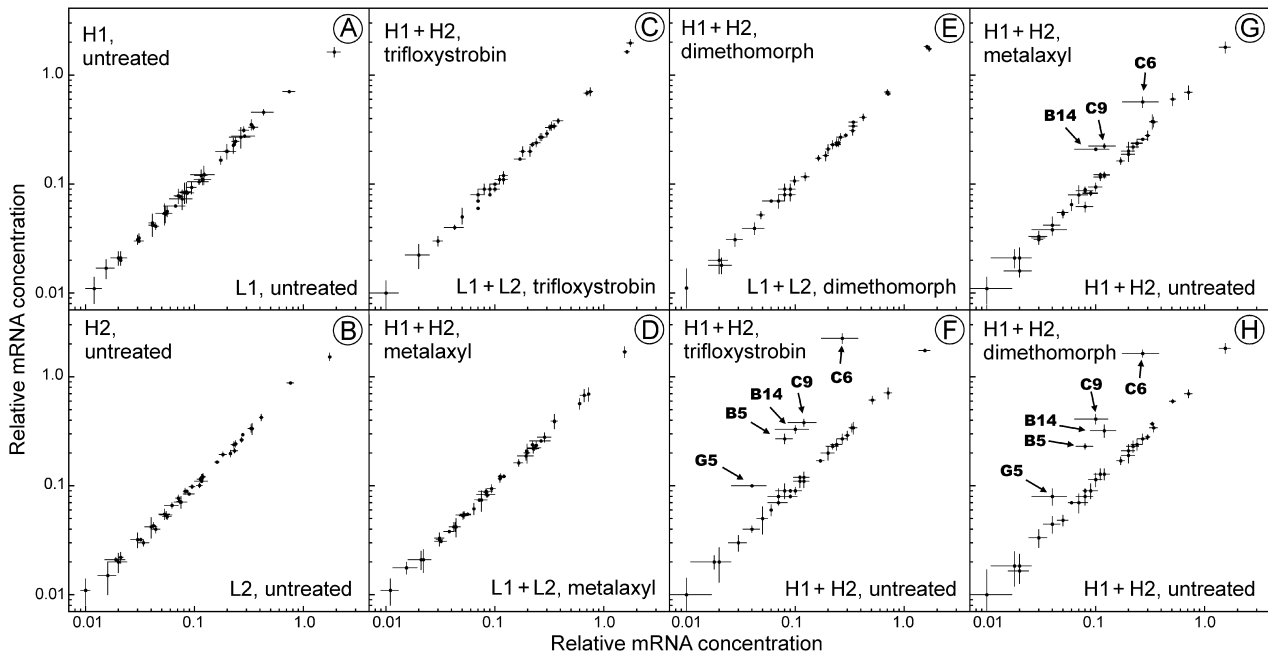 Relative mRNA concentration
A
H1,
untreated
1.0
0.1
0.01
L1, untreated
C
H1 + H2,
trifloxystrobin
L1 + L2, trifloxystrobin
E
H1 + H2,
dimethomorph
L1 + L2, dimethomorph
G
H1 + H2,
metalaxyl
C6
C9
B14
H1 + H2, untreated
Relative mRNA concentration
B
H2,
untreated
1.0
0.1
0.01
L2, untreated
0.01 0.1 1.0
D
H1 + H2,
metalaxyl
L1 + L2, metalaxyl
0.01 0.1 1.0
F
H1 + H2,
trifloxystrobin
C6
C9
B14
B5
G5
H1 + H2, untreated
0.01 0.1 1.0
H
H1 + H2,
dimethomorph
C6
C9
B14
B5
G5
H1 + H2, untreated
0.01 0.1 1.0